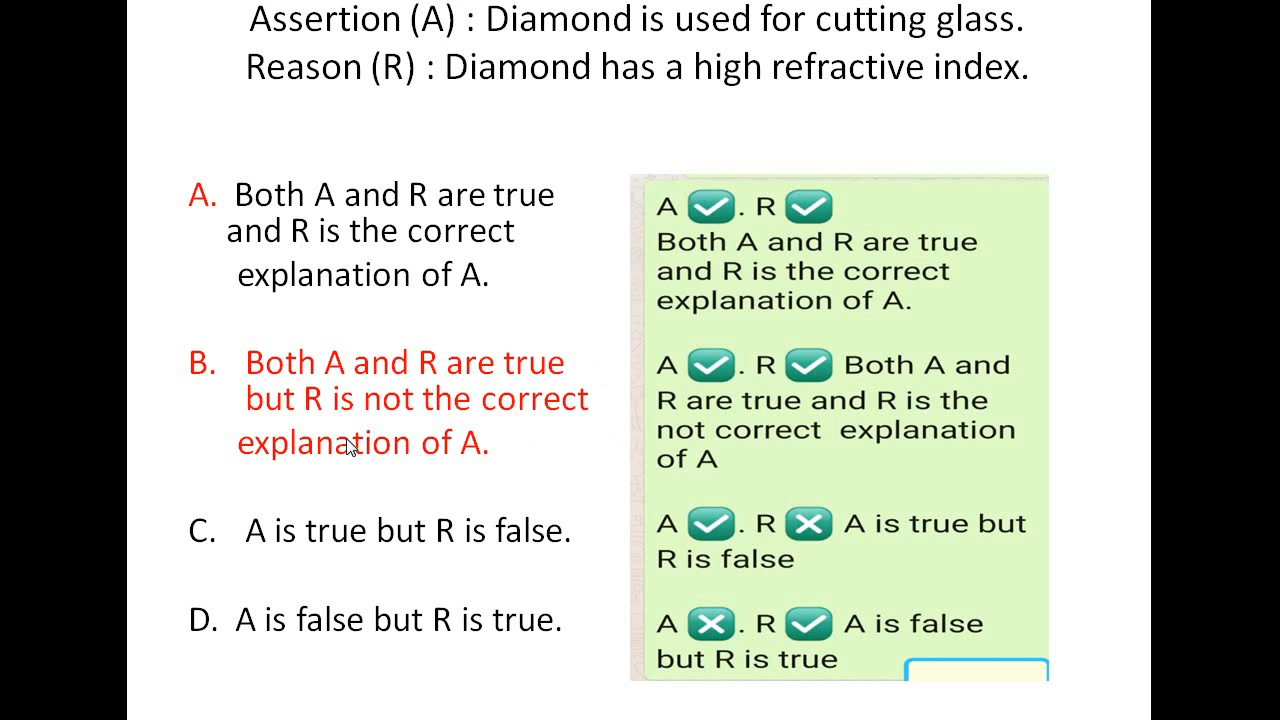 Assertion (A) : Diamond is used for cutting glass.
Reason (R) : Diamond has a high refractive index.
A. Both A and R are true
and R is the correct
explanation of A.
B. Both A and R are true
but R is not the correct
explanation of A.
C. A is true but R is false.
D. A is false but R is true.
A ✅. R ✅
Both A and R are true
and R is the correct
explanation of A.
A ✅. R ✅ Both A and
R are true and R is the
not correct explanation
of A
A ✅. R ❎ A is true but
R is false
A ❎. R ✅ A is false
but R is true